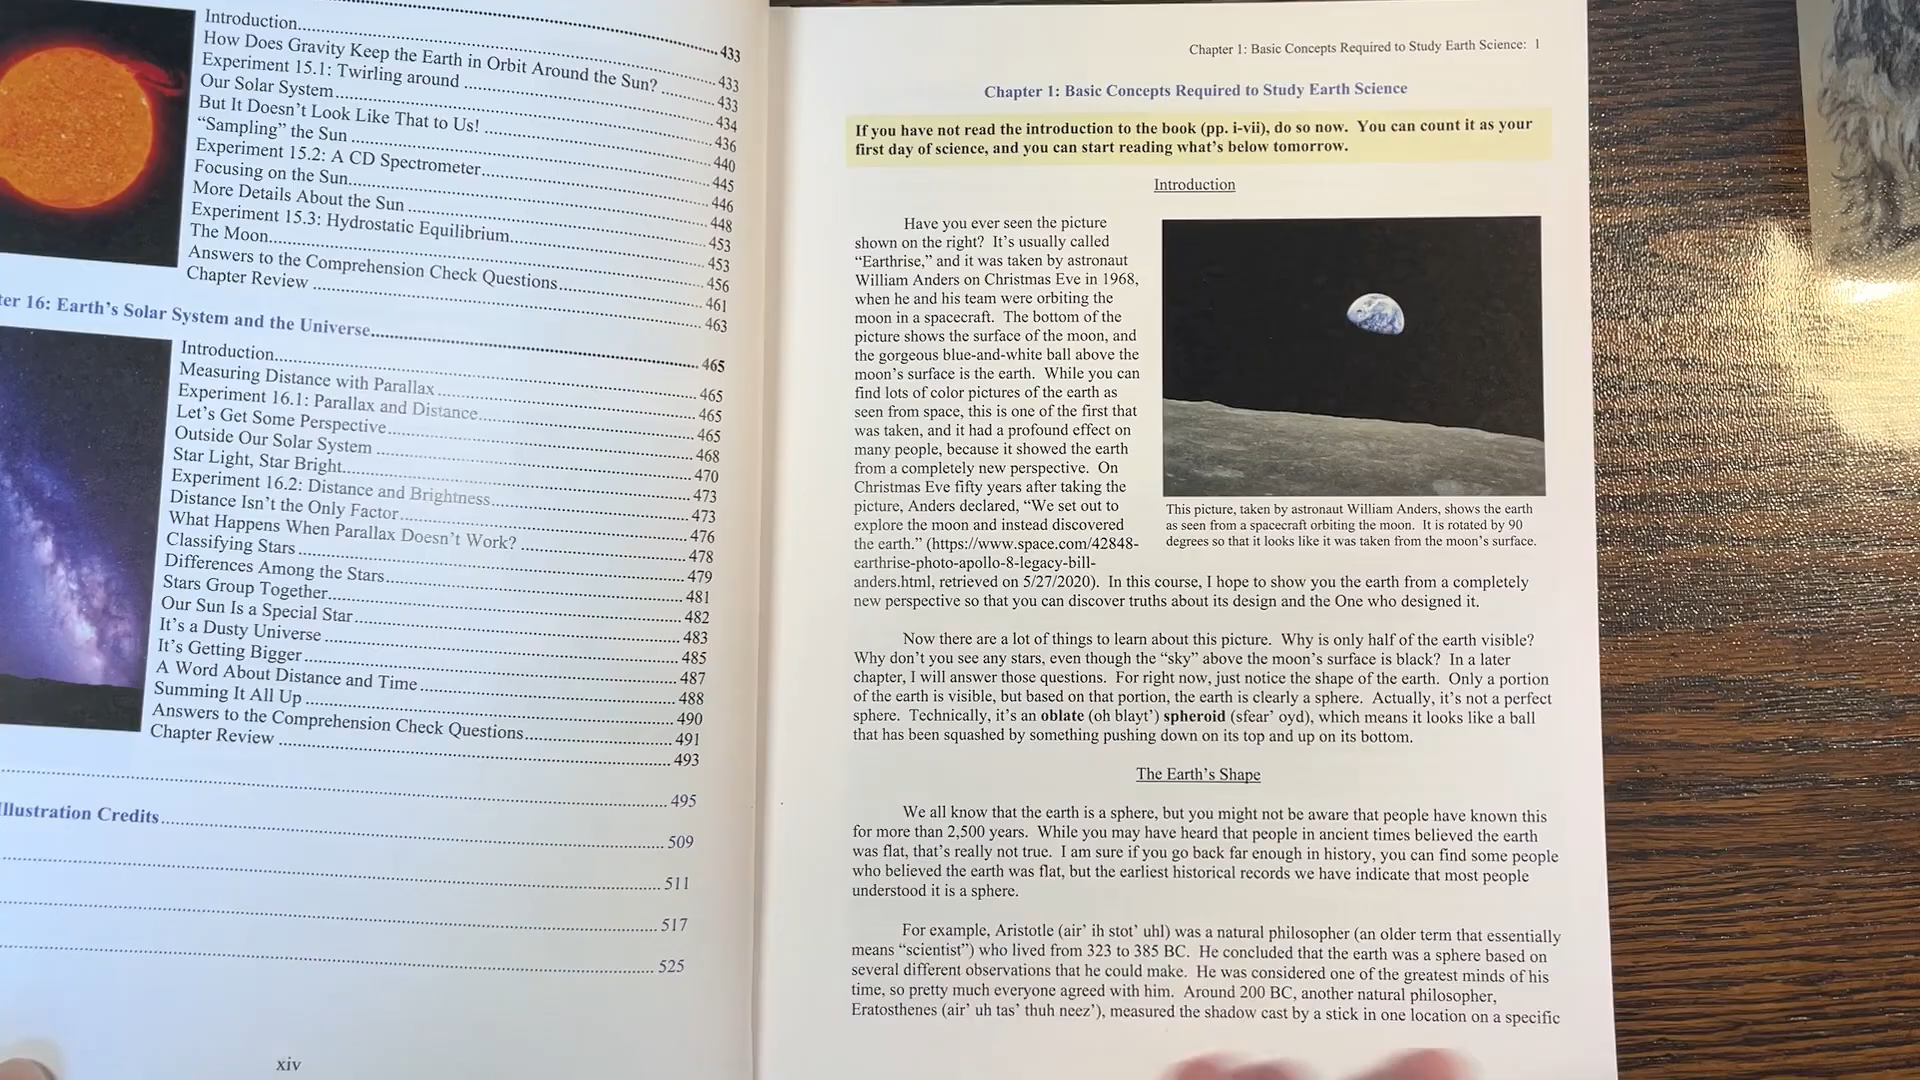 Introduction 433
How Does Gravity Keep the Earth in Orbit Around the Sun? 433
Experiment 15.1: Twirling around 433
Our Solar System 434
But It Doesn't Look Like That to Us! 436
“Sampling” the Sun 440
Experiment 15.2: A CD Spectrometer 445
Focusing on the Sun 446
More Details About the Sun 448
Experiment 15.3: Hydrostatic Equilibrium 453
The Moon 453
Answers to the Comprehension Check Questions 456
Chapter Review 461
463
16: Earth's Solar System and the Universe 465
Introduction 465
Measuring Distance with Parallax 465
Experiment 16.1: Parallax and Distance 465
Let's Get Some Perspective 468
Outside Our Solar System 470
Star Light, Star Bright 473
Experiment 16.2: Distance and Brightness 473
Distance Isn't the Only Factor 476
What Happens When Parallax Doesn't Work? 478
Classifying Stars 479
Differences Among the Stars 481
Stars Group Together 482
Our Sun Is a Special Star 483
It's a Dusty Universe 485
It's Getting Bigger 487
A Word About Distance and Time 488
Summing It All Up 490
Answers to the Comprehension Check Questions 491
Chapter Review 493
495
Illustration Credits 509
511
517
525
xiv
Chapter 1: Basic Concepts Required to Study Earth Science: 1
Chapter 1: Basic Concepts Required to Study Earth Science
If you have not read the introduction to the book (pp. i-vii), do so now. You can count it as your
first day of science, and you can start reading what's below tomorrow.
Introduction
Have you ever seen the picture
shown on the right? It's usually called
“Earthrise,” and it was taken by astronaut
William Anders on Christmas Eve in 1968,
when he and his team were orbiting the
moon in a spacecraft. The bottom of the
picture shows the surface of the moon, and
the gorgeous blue-and-white ball above the
moon's surface is the earth. While you can
find lots of color pictures of the earth as
seen from space, this is one of the first that
was taken, and it had a profound effect on
many people, because it showed the earth
from a completely new perspective. On
Christmas Eve fifty years after taking the
picture, Anders declared, “We set out to
explore the moon and instead discovered
the earth.” (https://www.space.com/42848-
earthrise-photo-apollo-8-legacy-bill-
anders.html, retrieved on 5/27/2020). In this course, I hope to show you the earth from a completely
new perspective so that you can discover truths about its design and the One who designed it.
This picture, taken by astronaut William Anders, shows the earth
as seen from a spacecraft orbiting the moon. It is rotated by 90
degrees so that it looks like it was taken from the moon's surface.
Now there are a lot of things to learn about this picture. Why is only half of the earth visible?
Why don't you see any stars, even though the “sky” above the moon's surface is black? In a later
chapter, I will answer those questions. For right now, just notice the shape of the earth. Only a portion
of the earth is visible, but based on that portion, the earth is clearly a sphere. Actually, it's not a perfect
sphere. Technically, it's an oblate (oh blayt') spheroid (sfear' oyd), which means it looks like a ball
that has been squashed by something pushing down on its top and up on its bottom.
The Earth's Shape
We all know that the earth is a sphere, but you might not be aware that people have known this
for more than 2,500 years. While you may have heard that people in ancient times believed the earth
was flat, that's really not true. I am sure if you go back far enough in history, you can find some people
who believed the earth was flat, but the earliest historical records we have indicate that most people
understood it is a sphere.
For example, Aristotle (air' ih stot' uhl) was a natural philosopher (an older term that essentially
means “scientist”) who lived from 323 to 385 BC. He concluded that the earth was a sphere based on
several different observations that he could make. He was considered one of the greatest minds of his
time, so pretty much everyone agreed with him. Around 200 BC, another natural philosopher,
Eratosthenes (air' uh tas' thuh neez'), measured the shadow cast by a stick in one location on a specific